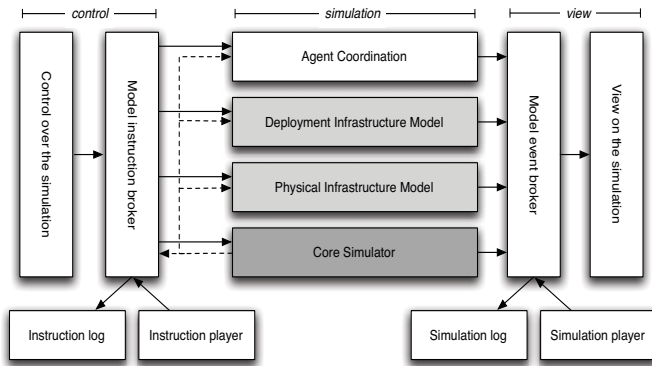 control
simulation
view
Control over the simulation
Model instruction broker
Agent Coordination
Deployment Infrastructure Model
Physical Infrastructure Model
Core Simulator
Model event broker
View on the simulation
Instruction log
Instruction player
Simulation log
Simulation player